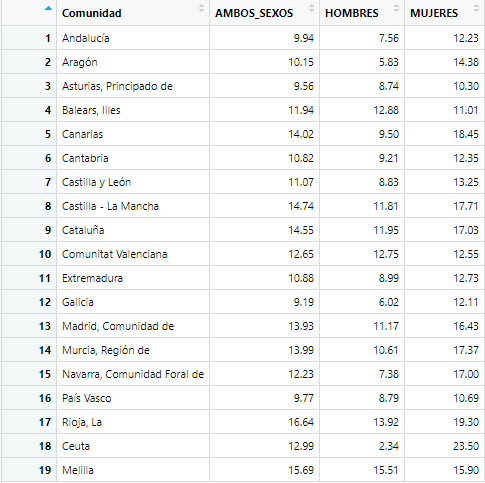 Comunidad AMBOS_SEXOS HOMBRES MUJERES
1 Andalucía 9.94 7.56 12.23
2 Aragón 10.15 5.83 14.38
3 Asturias, Principado de 9.56 8.74 10.30
4 Balears, Illes 11.94 12.88 11.01
5 Canarias 14.02 9.50 18.45
6 Cantabria 10.82 9.21 12.35
7 Castilla y León 11.07 8.83 13.25
8 Castilla - La Mancha 14.74 11.81 17.71
9 Cataluña 14.55 11.95 17.03
10 Comunitat Valenciana 12.65 12.75 12.55
11 Extremadura 10.88 8.99 12.73
12 Galicia 9.19 6.02 12.11
13 Madrid, Comunidad de 13.93 11.17 16.43
14 Murcia, Región de 13.99 10.61 17.37
15 Navarra, Comunidad Foral de 12.23 7.38 17.00
16 País Vasco 9.77 8.79 10.69
17 Rioja, La 16.64 13.92 19.30
18 Ceuta 12.99 2.34 23.50
19 Melilla 15.69 15.51 15.90